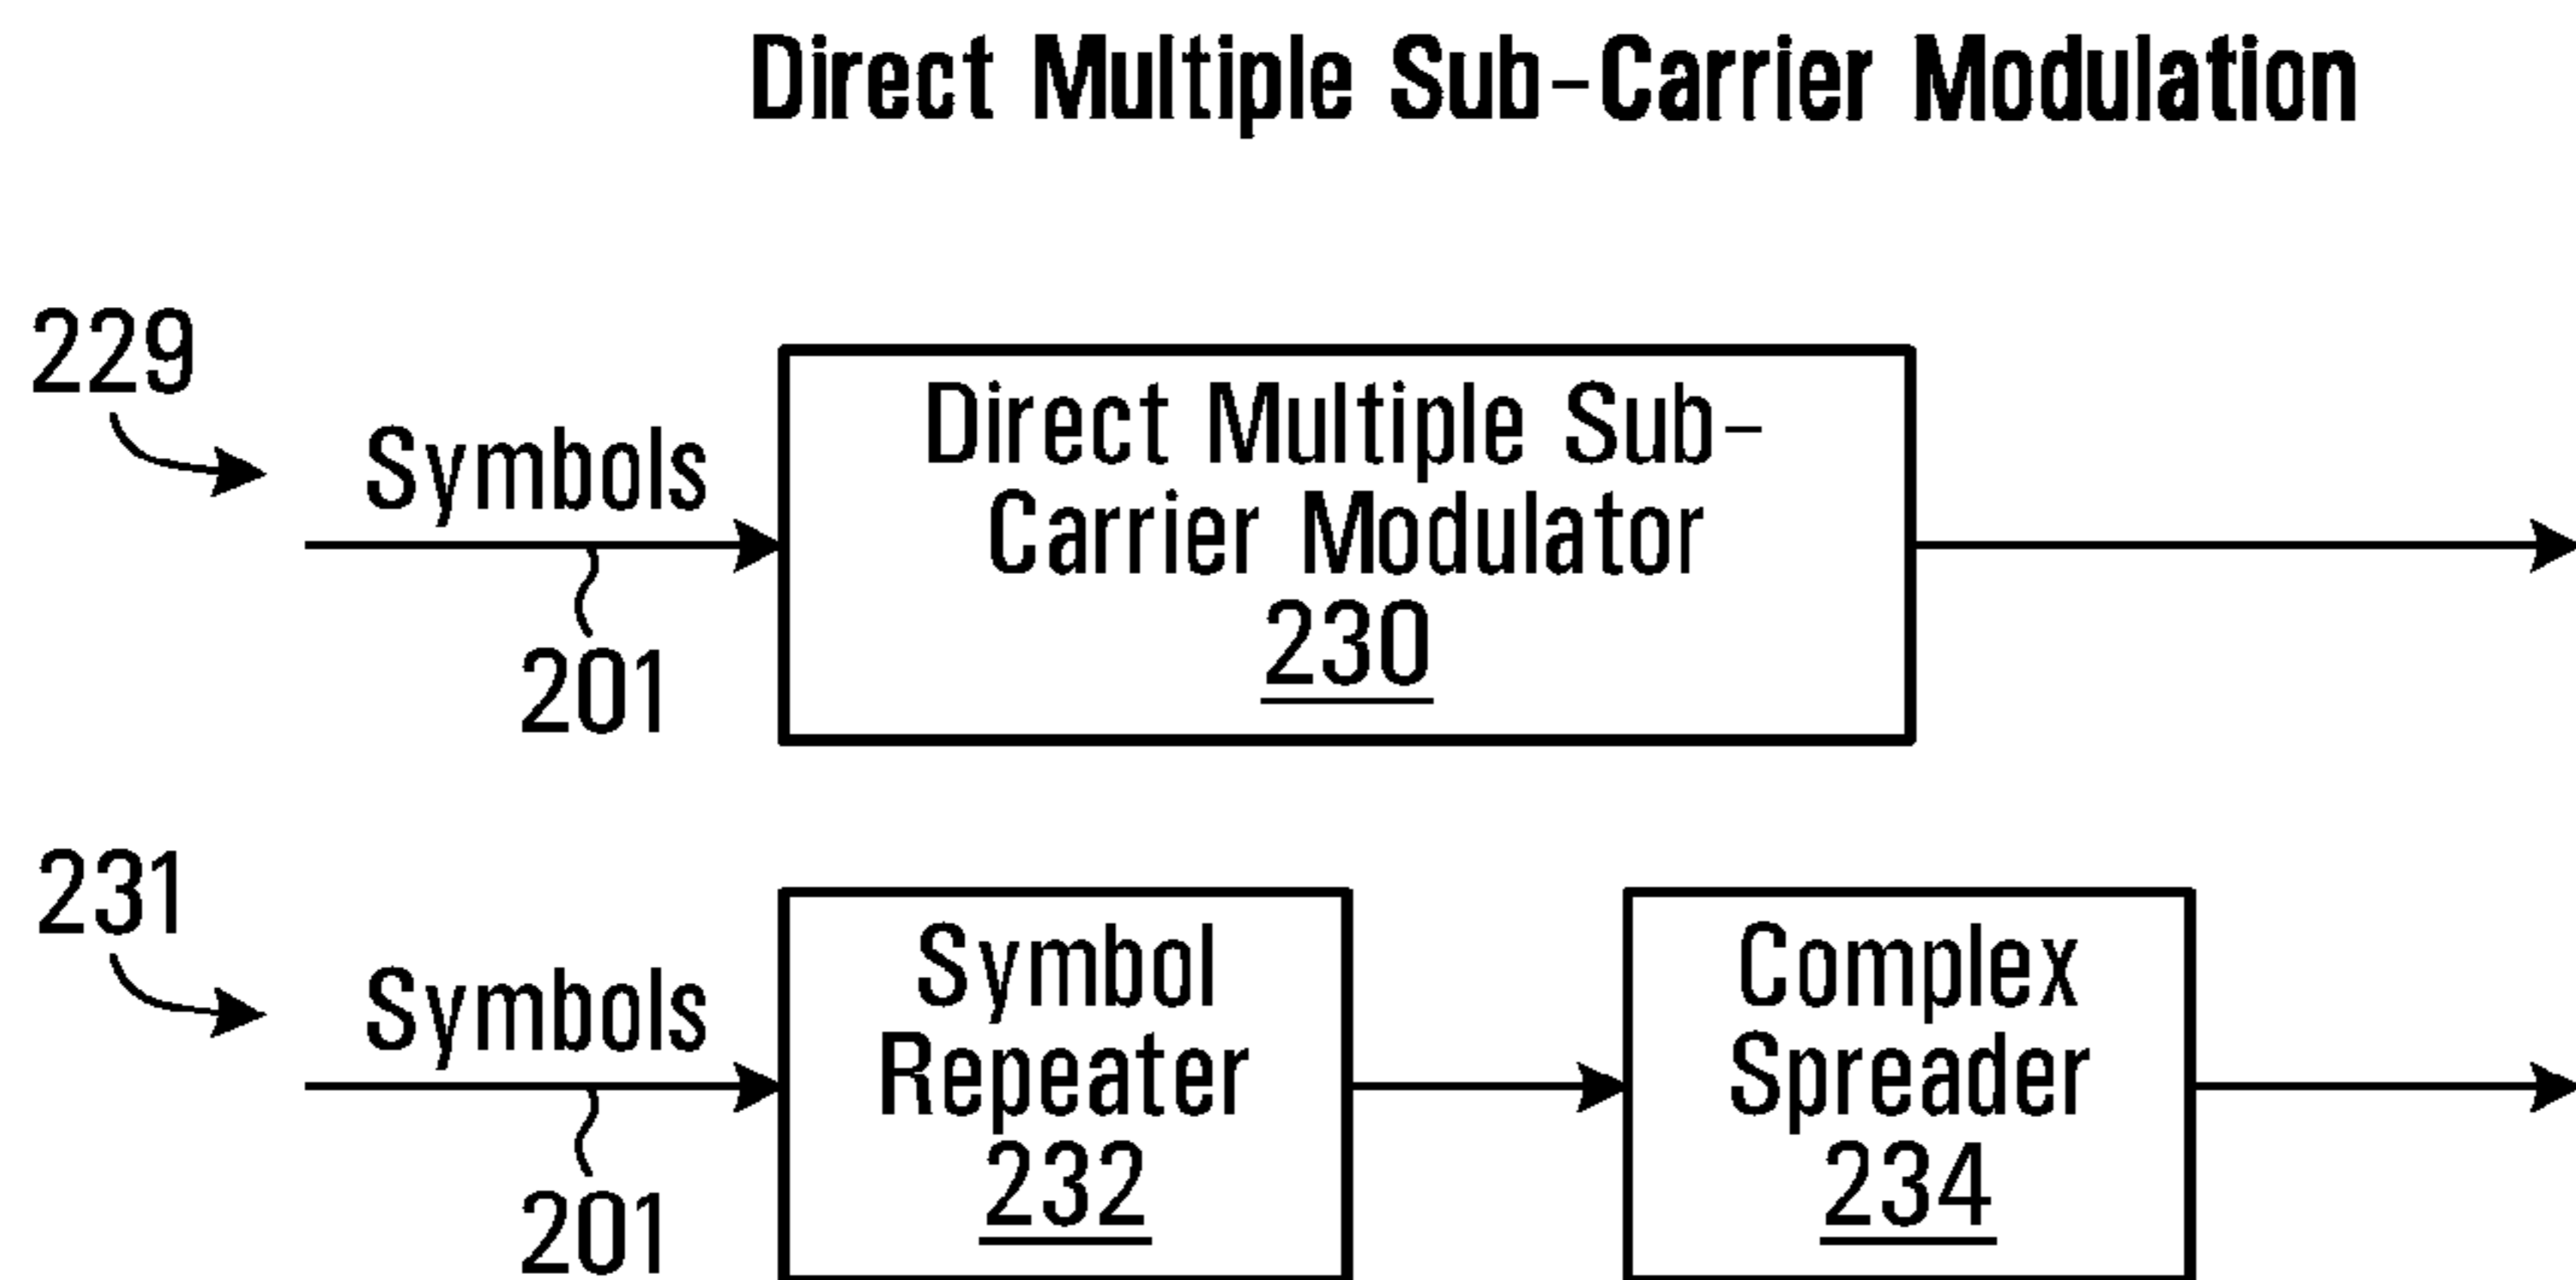 Direct Multiple Sub-Carrier Modulation
229
Symbols
201
Direct Multiple Sub-
Carrier Modulator
230
231
Symbols
201
Symbol
Repeater
232
Complex
Spreader
234